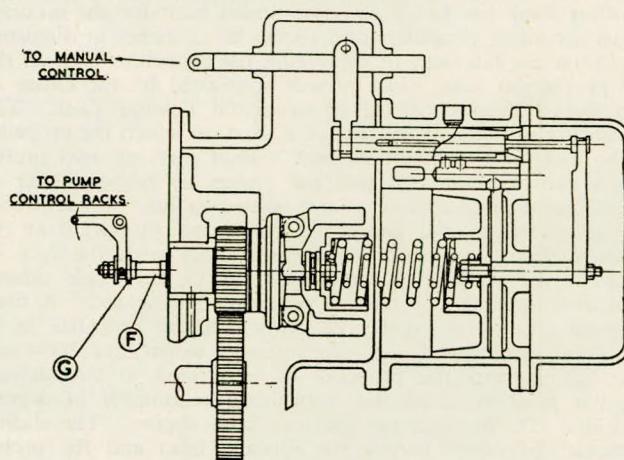 TO MANUAL
CONTROL.
TO PUMP
CONTROL RACKS.
G
F